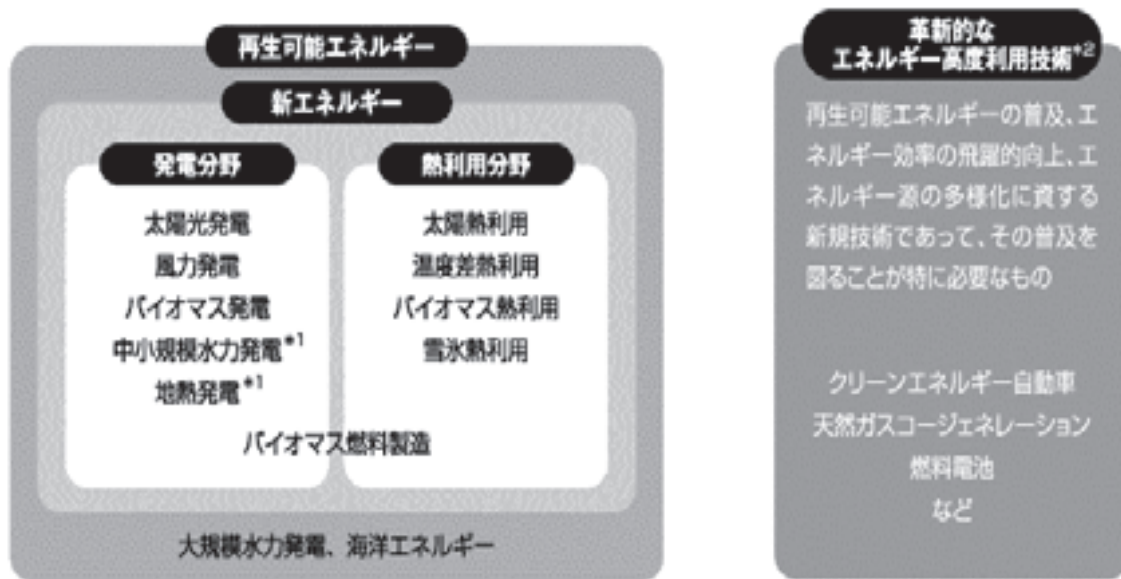 再生可能エネルギー
新エネルギー
発電分野
太陽光発電
風力発電
バイオマス発電
中小規模水力発電*1
地熱発電*1
熱利用分野
太陽熱利用
温度差熱利用
バイオマス熱利用
雪氷熱利用
バイオマス燃料製造
大規模水力発電、海洋エネルギー
革新的な
エネルギー高度利用技術*2
再生可能エネルギーの普及、エ
ネルギー効率の飛躍的向上、エ
ネルギー源の多様化に資する
新規技術であって、その普及を
図ることが特に必要なもの
クリーンエネルギー自動車
天然ガスコージェネレーション
燃料電池
など